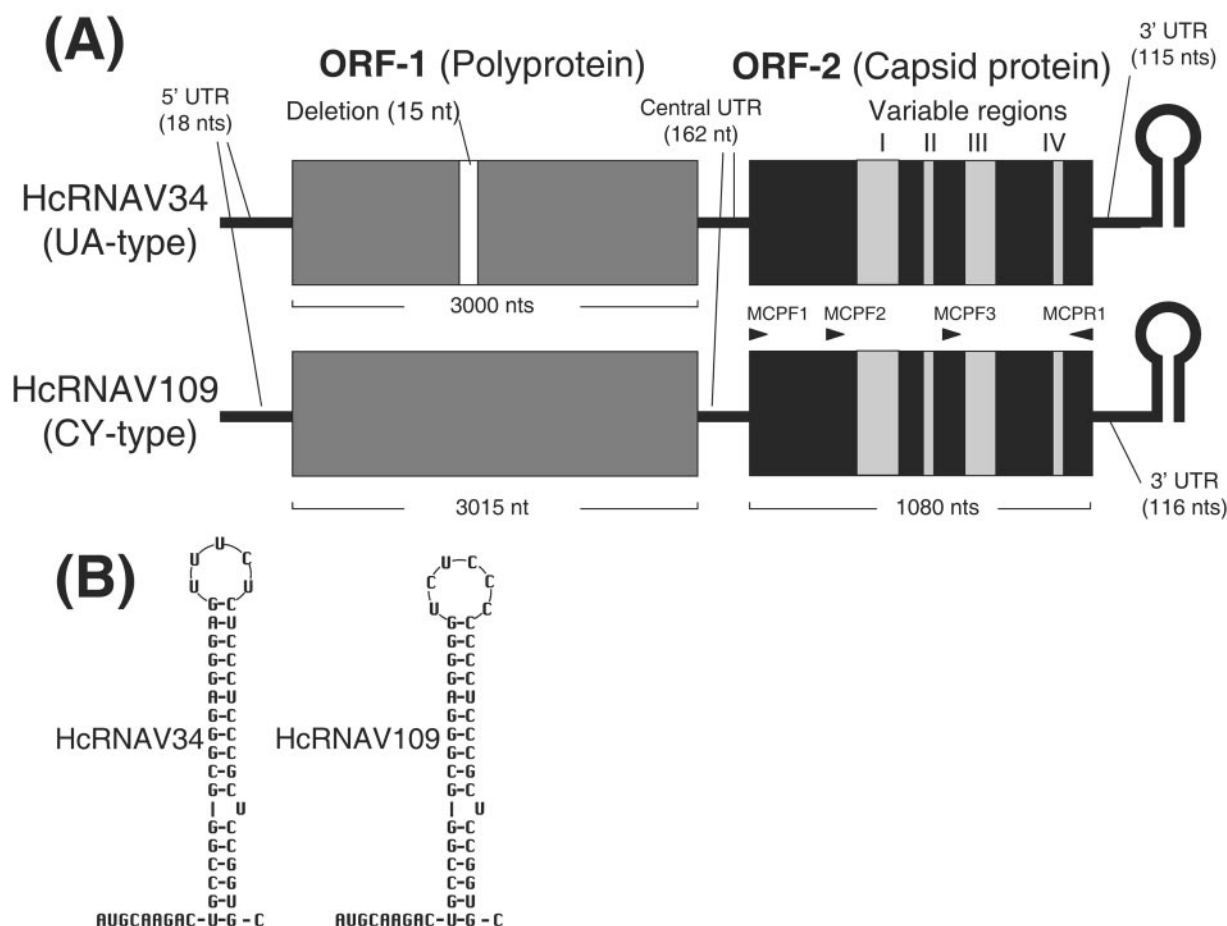 (A)
ORF-1 (Polyprotein)
ORF-2 (Capsid protein)
3' UTR
(115 nts)
5' UTR
(18 nts)
Deletion (15 nt)
Central UTR
(162 nt)
Variable regions
I II III IV
HcRNAV34
(UA-type)
3000 nts
MCPF1 MCPF2 MCPF3 MCPR1
HcRNAV109
(CY-type)
3015 nt
1080 nts
3' UTR
(116 nts)
(B)
U
U C
U U
G-C
A-U
G-C
G-C
G-C
A-U
G-C
G-C
HcRNAV34
G-C
C-G
G-C
I U
G-C
G-C
C-G
C-G
G-U
AUGCAAGAC-U-G-C
U C
C C
U C
G-C
G-C
G-C
G-C
A-U
G-C
G-C
HcRNAV109
G-C
C-G
G-C
I U
G-C
G-C
C-G
C-G
G-U
AUGCAAGAC-U-G-C